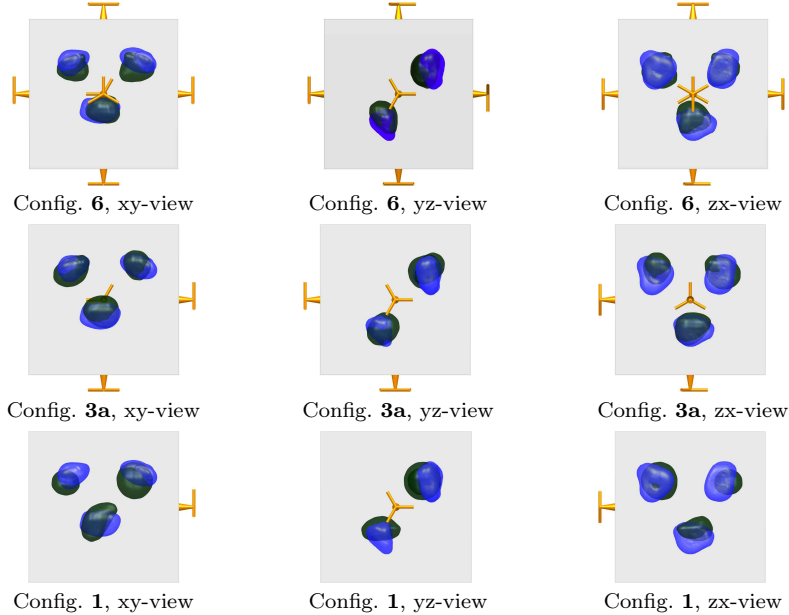 Config. 6, xy-view
Config. 6, yz-view
Config. 6, zx-view
Config. 3a, xy-view
Config. 3a, yz-view
Config. 3a, zx-view
Config. 1, xy-view
Config. 1, yz-view
Config. 1, zx-view